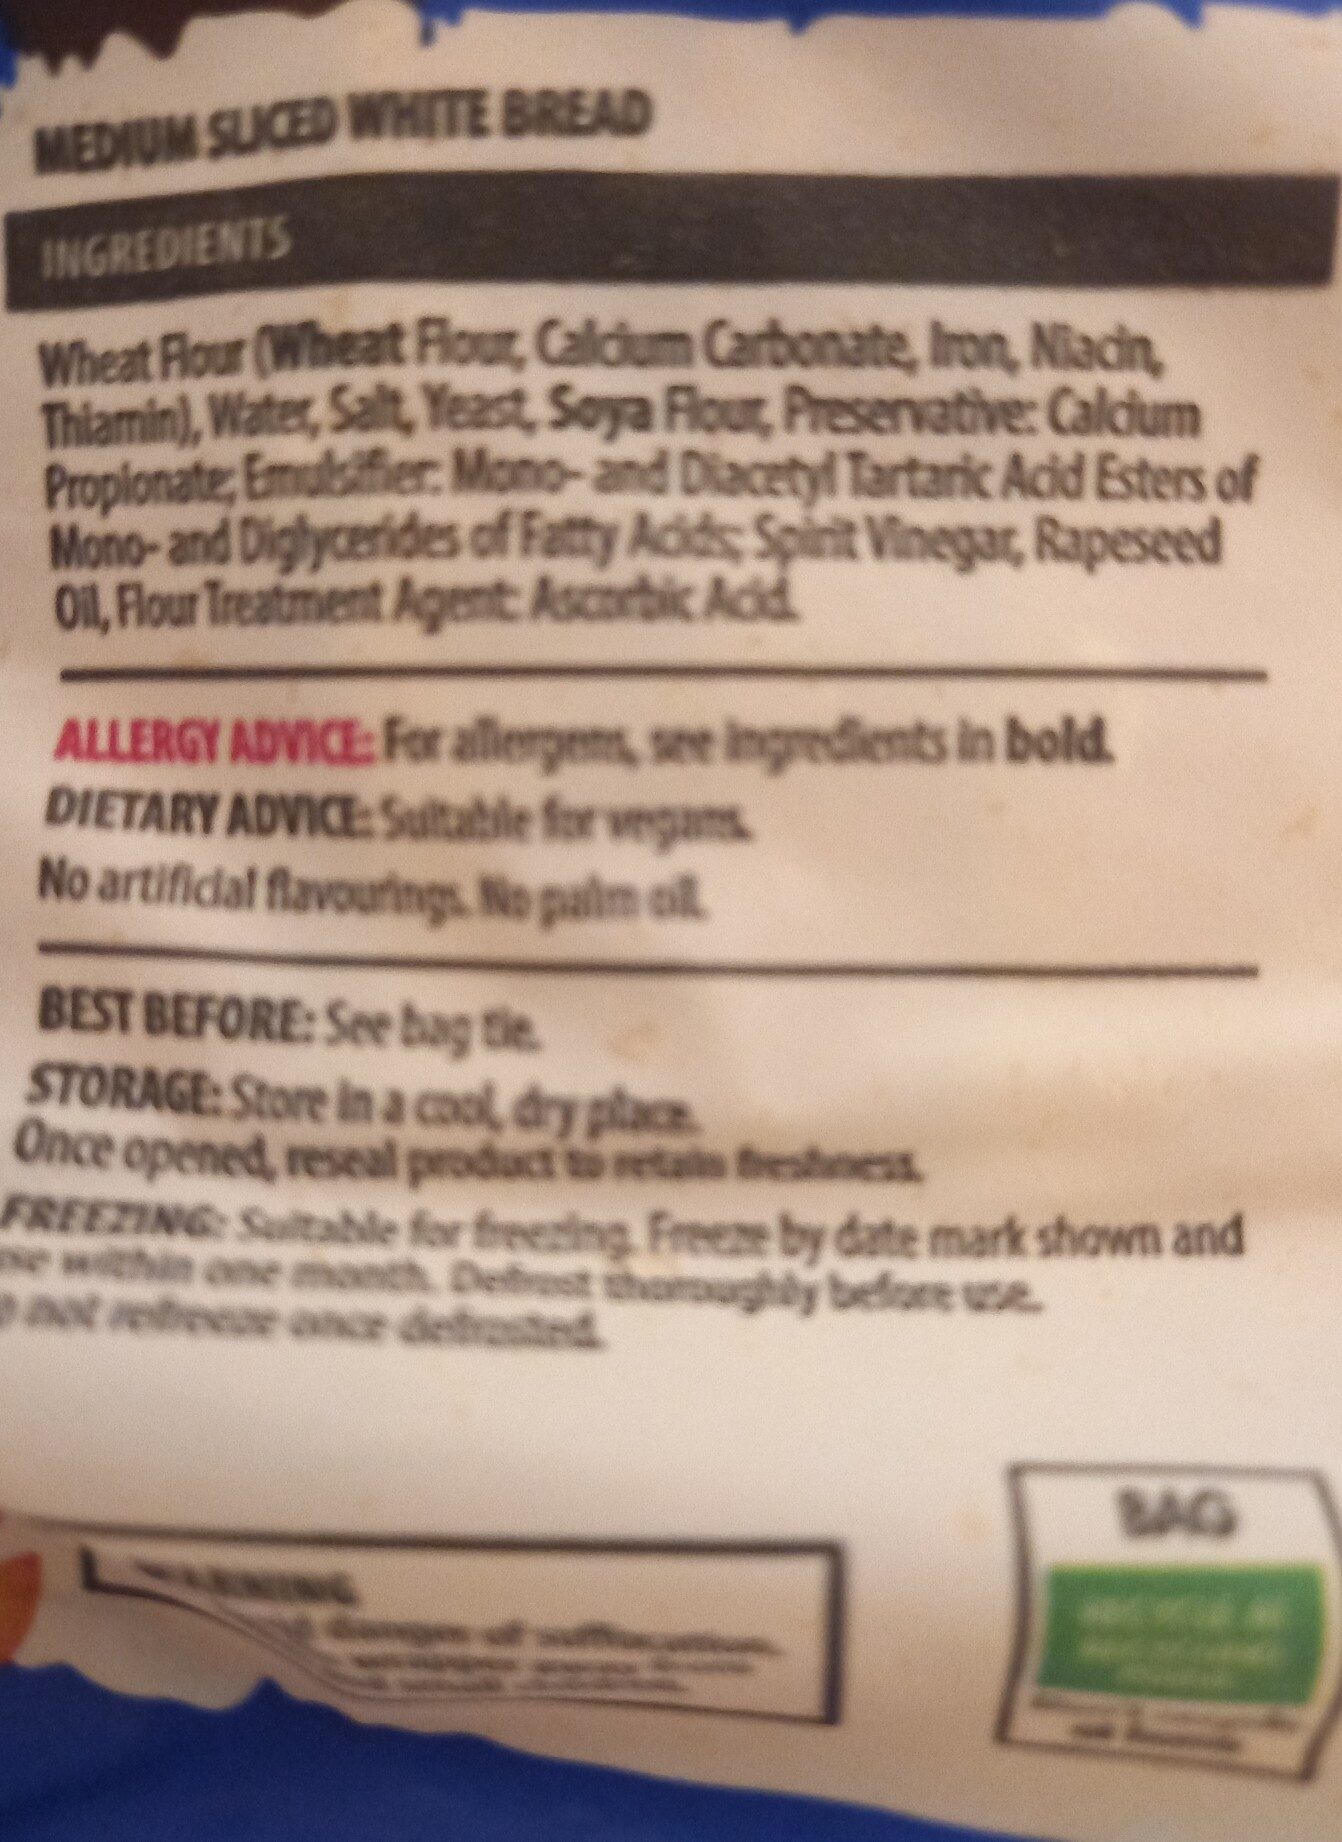 MEDIUM SLICED WHITE BREAD
INGREDIENTS
Wheat Flour (Wheat Flour, Calcium Carbonate, Iron, Niacin,
Thiamin), Water, Salt, Yeast, Soya Flour, Preservative: Calcium
Propionate; Emulsifier: Mono- and Diacetyl Tartaric Acid Esters of
Mono- and Diglycerides of Fatty Acids; Spirit Vinegar, Rapeseed
Oil, Flour Treatment Agent: Ascorbic Acid.
ALLERGY ADVICE: For allergens, see ingredients in bold.
DIETARY ADVICE: Suitable for vegans.
No artificial flavourings. No palm oil.
BEST BEFORE: See bag tie.
STORAGE: Store in a cool, dry place.
Once opened, reseal product to retain freshness.
FREEZING: Suitable for freezing. Freeze by date mark shown and
within one month. Defrost thoroughly before use.
not refreeze once defrosted.
WARNING
danger of suffocation.
BAG